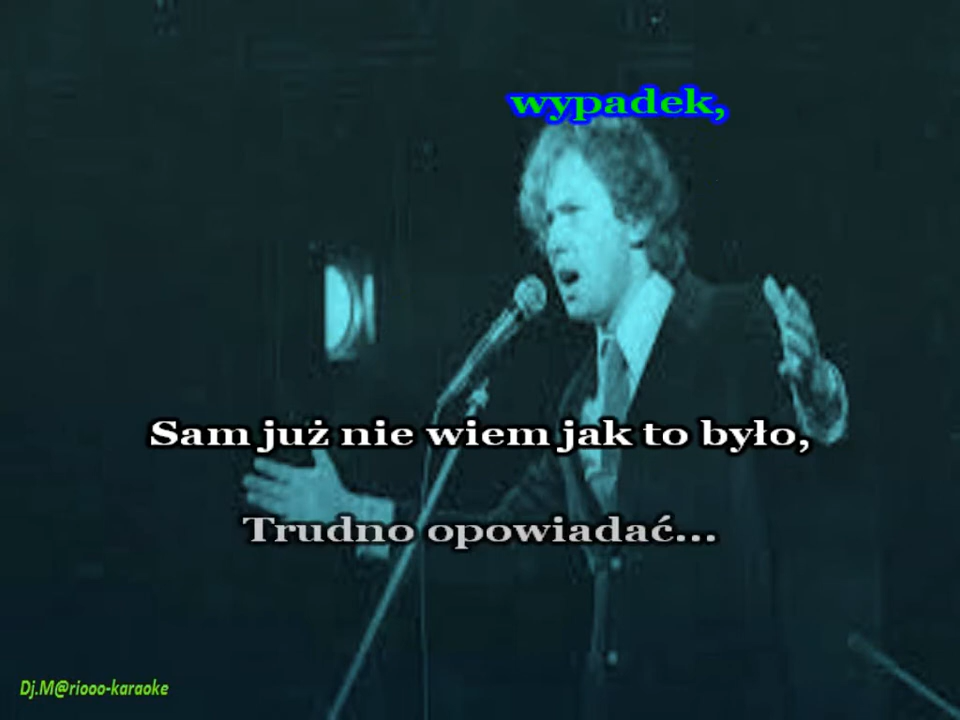 wypadek,
Sam już nie wiem jak to było,
Trudno opowiadać...
Dj.M@riooo-karaoke